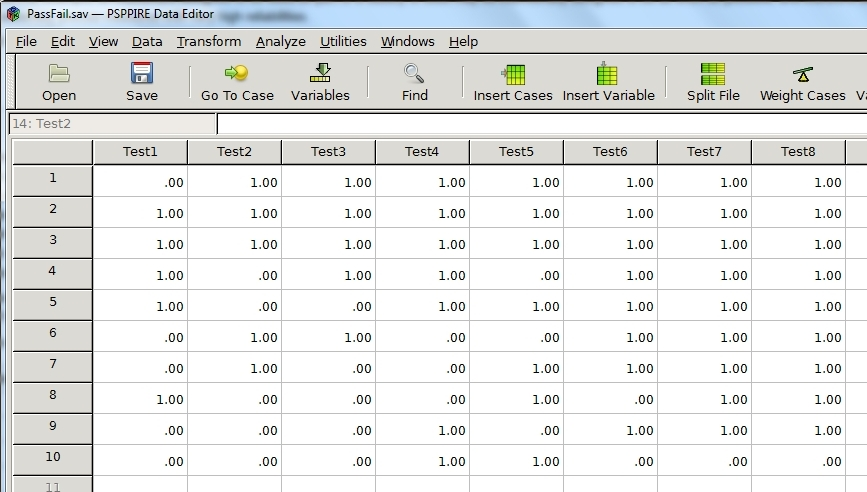 high reliabilities.
PassFail.sav — PSPPIRE Data Editor
File Edit View Data Transform Analyze Utilities Windows Help
Open Save Go To Case Variables Find Insert Cases Insert Variable Split File Weight Cases
14: Test2
Test1 Test2 Test3 Test4 Test5 Test6 Test7 Test8
1 .00 1.00 1.00 1.00 1.00 1.00 1.00 1.00
2 1.00 1.00 1.00 1.00 1.00 1.00 1.00 1.00
3 1.00 1.00 1.00 1.00 1.00 1.00 1.00 1.00
4 1.00 .00 1.00 1.00 .00 1.00 1.00 1.00
5 1.00 .00 .00 1.00 1.00 1.00 1.00 1.00
6 .00 1.00 1.00 .00 .00 1.00 1.00 1.00
7 .00 1.00 .00 .00 1.00 1.00 1.00 1.00
8 1.00 .00 .00 .00 1.00 .00 1.00 1.00
9 .00 .00 .00 1.00 .00 1.00 1.00 1.00
10 .00 .00 .00 1.00 1.00 .00 .00 .00
11